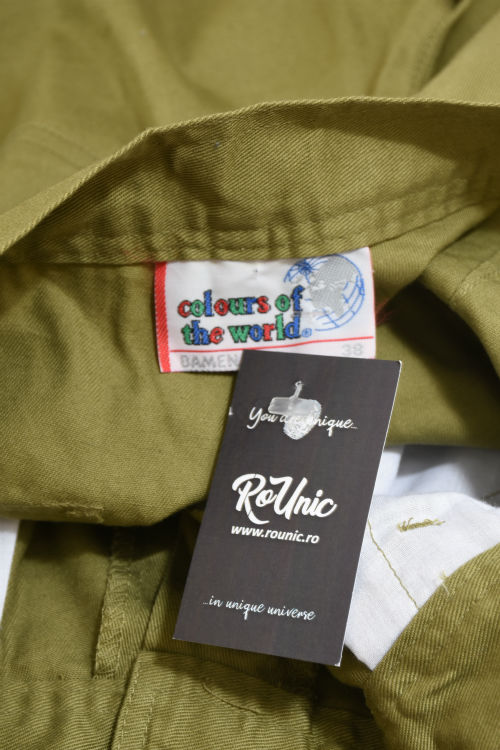 colours of
the world®
DAMEN 38
You are unique...
RoUnic
www.rounic.ro
...in unique universe